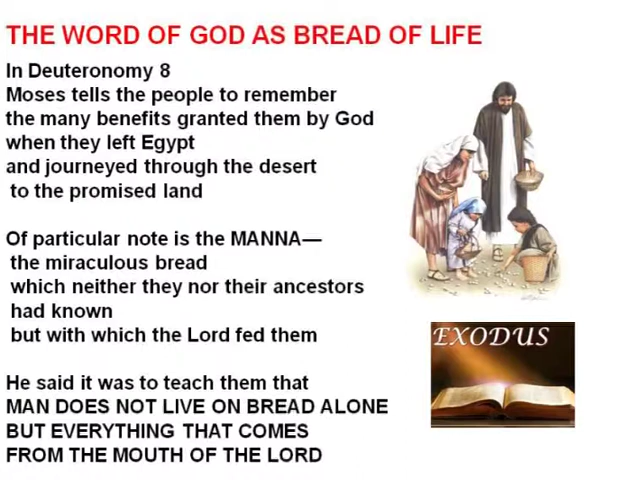 THE WORD OF GOD AS BREAD OF LIFE
In Deuteronomy 8
Moses tells the people to remember
the many benefits granted them by God
when they left Egypt
and journeyed through the desert
to the promised land
Of particular note is the MANNA—
the miraculous bread
which neither they nor their ancestors
had known
but with which the Lord fed them
He said it was to teach them that
MAN DOES NOT LIVE ON BREAD ALONE
BUT EVERYTHING THAT COMES
FROM THE MOUTH OF THE LORD
EXODUS